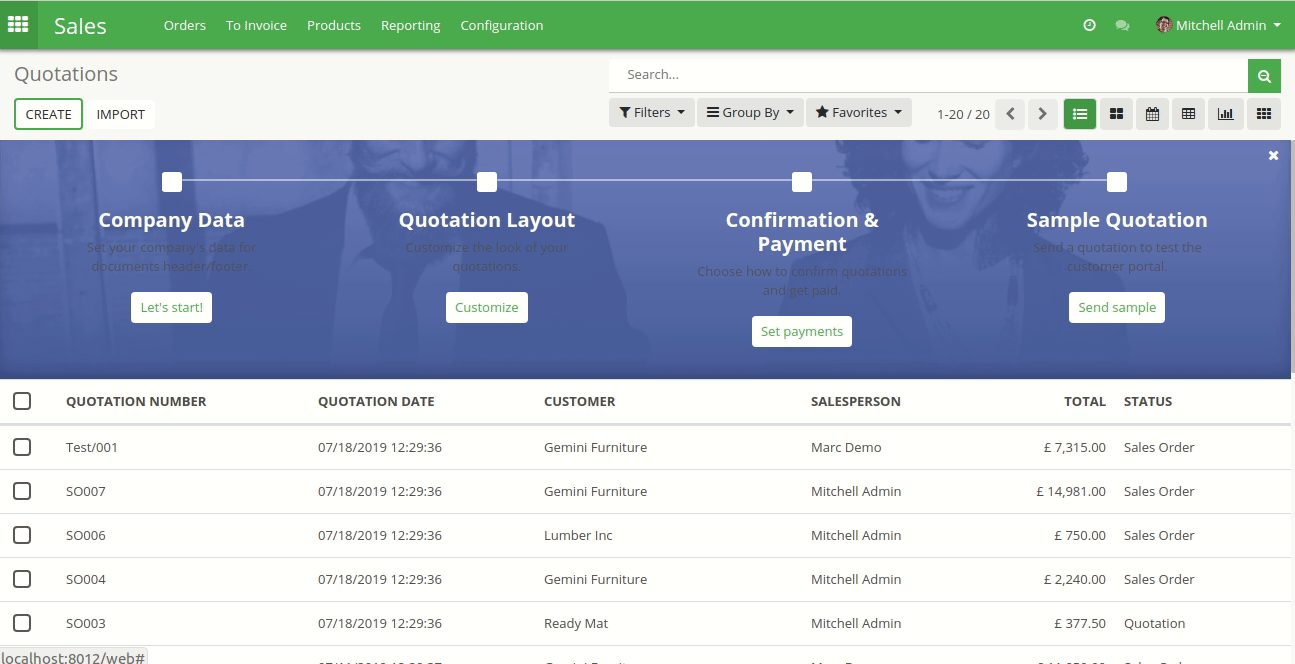 Sales Orders To Invoice Products Reporting Configuration Mitchell Admin
Quotations
Search...
CREATE IMPORT
Filters Group By Favorites 1-20 / 20
Company Data
Set your company's data for
documents header/footer.
Let's start!
Quotation Layout
Customize the look of your
quotations.
Customize
Confirmation &
Payment
Choose how to confirm quotations
and get paid.
Set payments
Sample Quotation
Send a quotation to test the
customer portal.
Send sample
QUOTATION NUMBER QUOTATION DATE CUSTOMER SALESPERSON TOTAL STATUS
Test/001 07/18/2019 12:29:36 Gemini Furniture Marc Demo £ 7,315.00 Sales Order
SO007 07/18/2019 12:29:36 Gemini Furniture Mitchell Admin £ 14,981.00 Sales Order
SO006 07/18/2019 12:29:36 Lumber Inc Mitchell Admin £ 750.00 Sales Order
SO004 07/18/2019 12:29:36 Gemini Furniture Mitchell Admin £ 2,240.00 Sales Order
SO003 07/18/2019 12:29:36 Ready Mat Mitchell Admin £ 377.50 Quotation
localhost:8012/web#